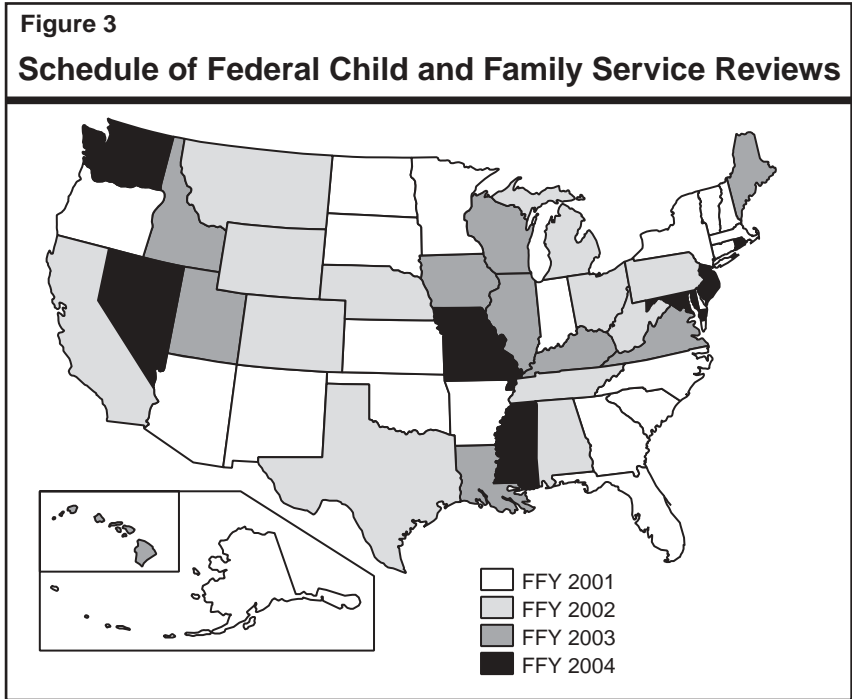 Figure 3
Schedule of Federal Child and Family Service Reviews
FFY 2001
FFY 2002
FFY 2003
FFY 2004